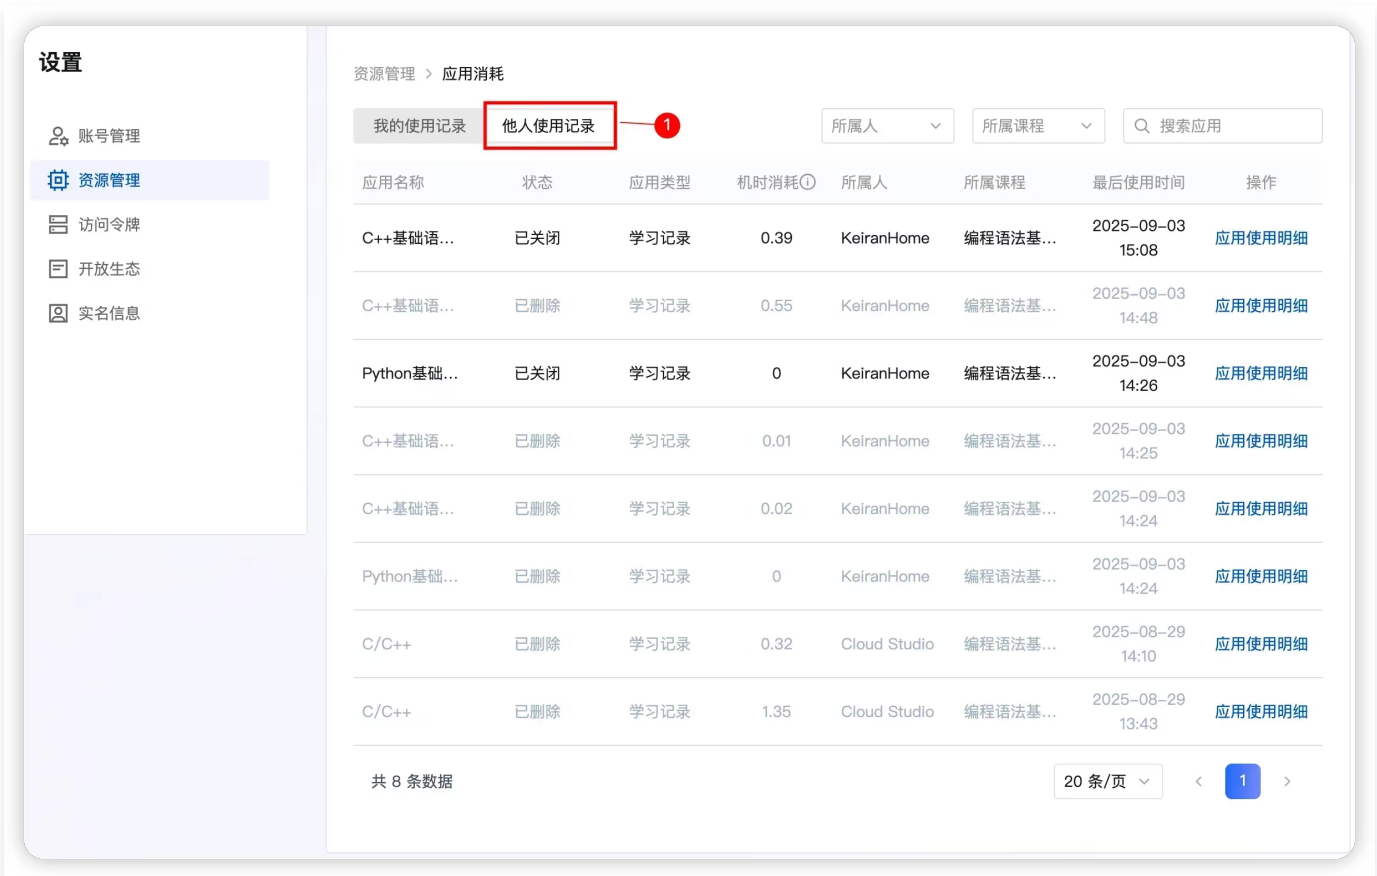 设置
账号管理
资源管理
访问令牌
开放生态
实名信息
资源管理 > 应用消耗
我的使用记录 他人使用记录 1 所属人 所属课程 搜索应用
应用名称 状态 应用类型 机时消耗 所属人 所属课程 最后使用时间 操作
C++基础语... 已关闭 学习记录 0.39 KeiranHome 编程语法基... 2025-09-03 15:08 应用使用明细
C++基础语... 已删除 学习记录 0.55 KeiranHome 编程语法基... 2025-09-03 14:48 应用使用明细
Python基础... 已关闭 学习记录 0 KeiranHome 编程语法基... 2025-09-03 14:26 应用使用明细
C++基础语... 已删除 学习记录 0.01 KeiranHome 编程语法基... 2025-09-03 14:25 应用使用明细
C++基础语... 已删除 学习记录 0.02 KeiranHome 编程语法基... 2025-09-03 14:24 应用使用明细
Python基础... 已删除 学习记录 0 KeiranHome 编程语法基... 2025-09-03 14:24 应用使用明细
C/C++ 已删除 学习记录 0.32 Cloud Studio 编程语法基... 2025-08-29 14:10 应用使用明细
C/C++ 已删除 学习记录 1.35 Cloud Studio 编程语法基... 2025-08-29 13:43 应用使用明细
共 8 条数据 20 条/页 < 1 >